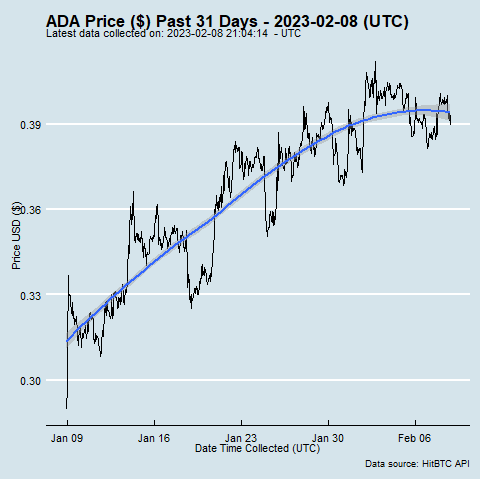 ADA Price ($) Past 31 Days - 2023-02-08 (UTC)
Latest data collected on: 2023-02-08 21:04:14 - UTC
0.39
0.36
0.33
0.30
Price USD ($)
Jan 09
Jan 16
Jan 23
Jan 30
Feb 06
Date Time Collected (UTC)
Data source: HitBTC API